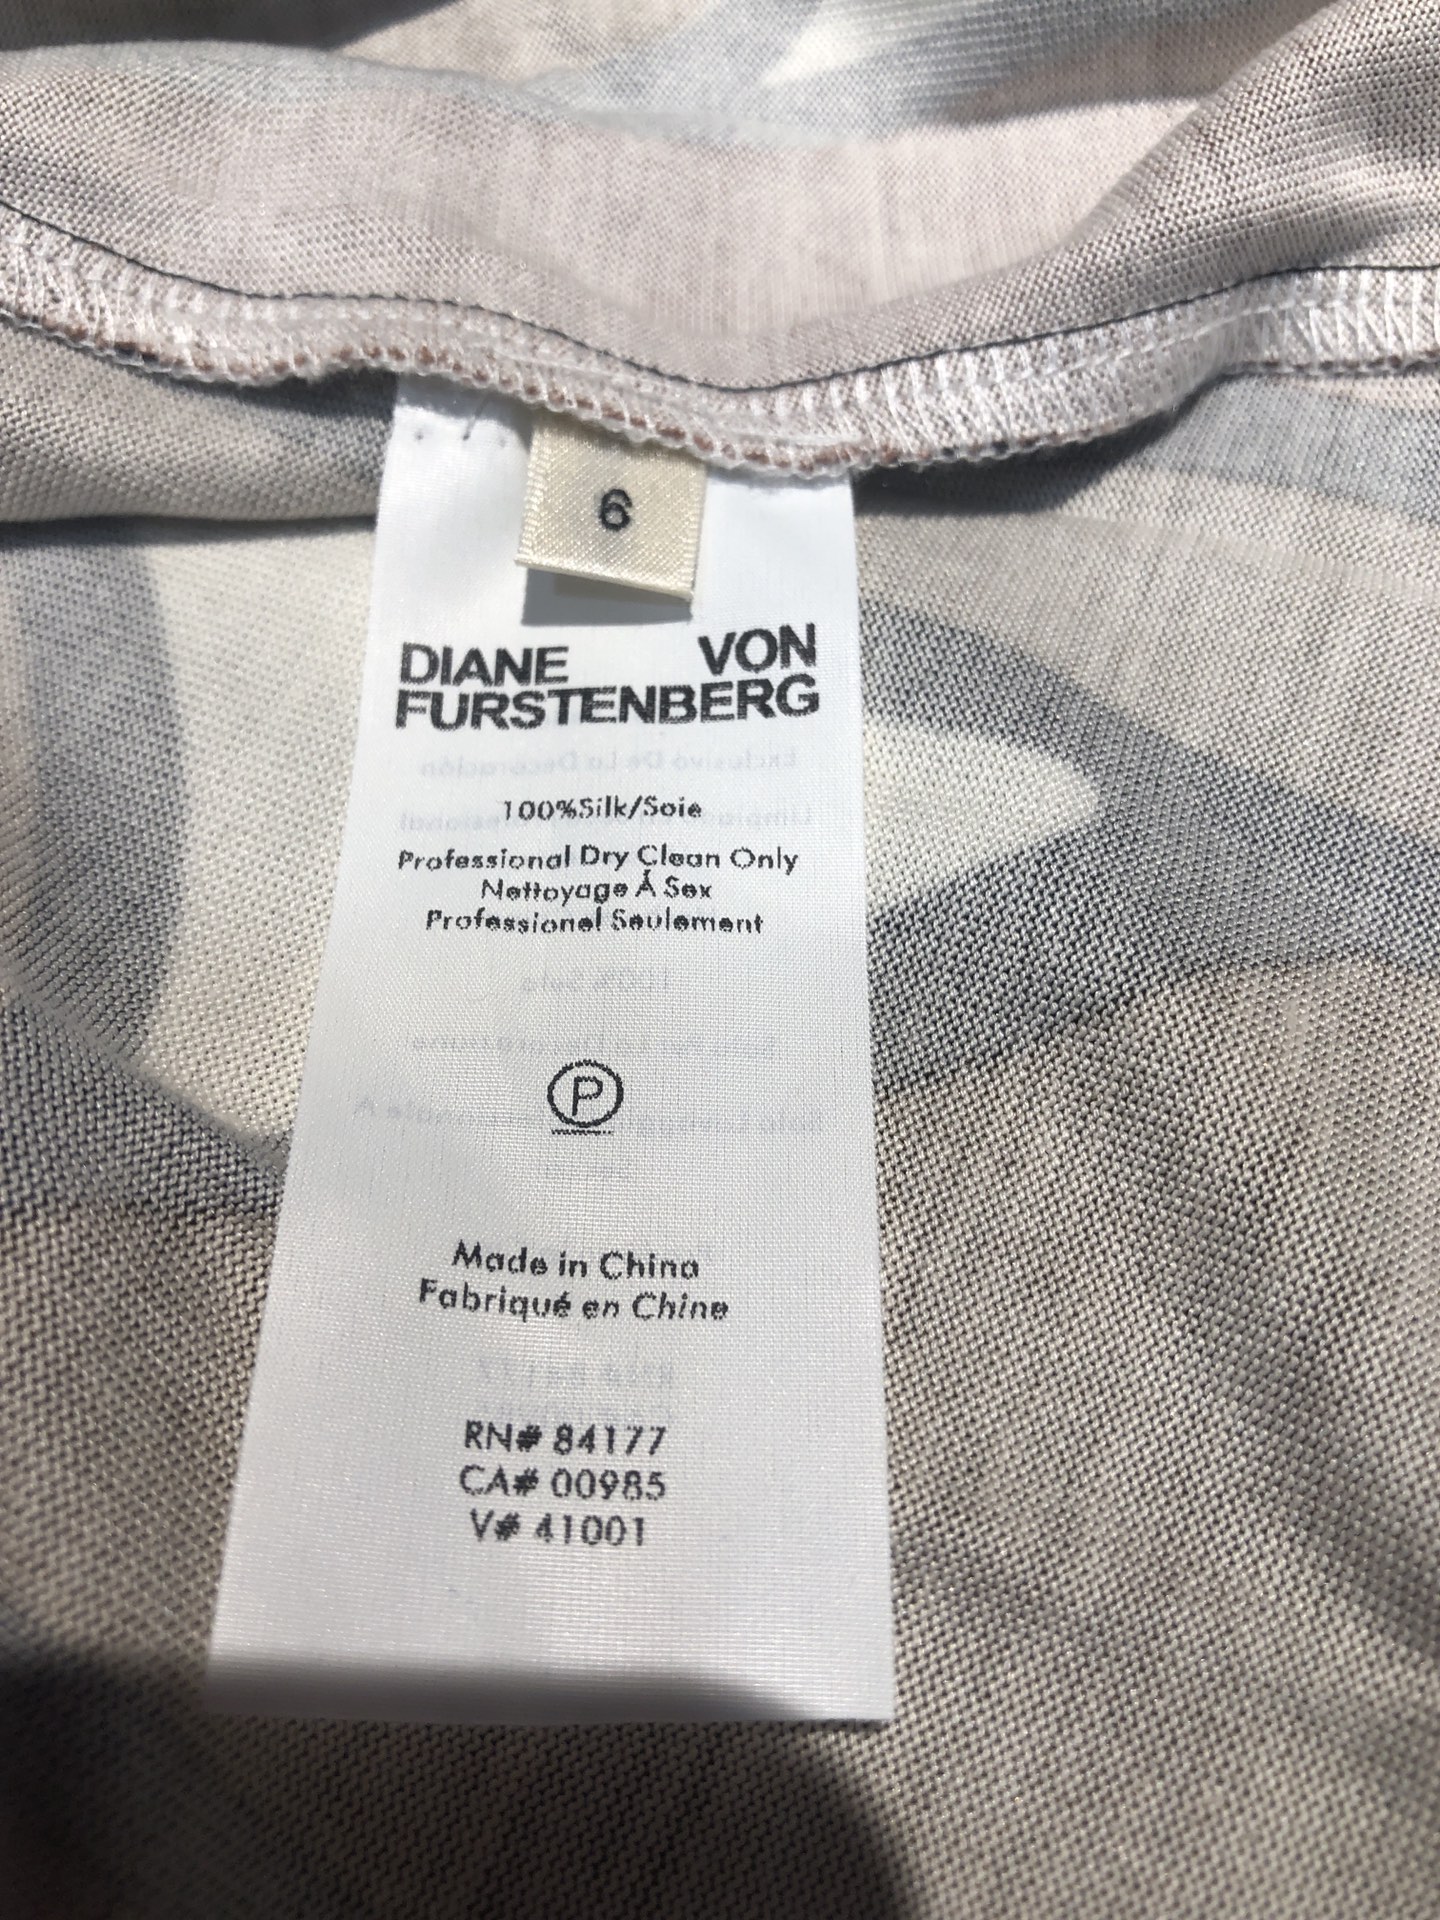 6
DIANE VON
FURSTENBERG
100%Silk/Soie
Professional Dry Clean Only
Nettoyage À Sex
Professionel Seulement
P
Made in China
Fabriqué en Chine
RN# 84177
CA# 00985
V# 41001